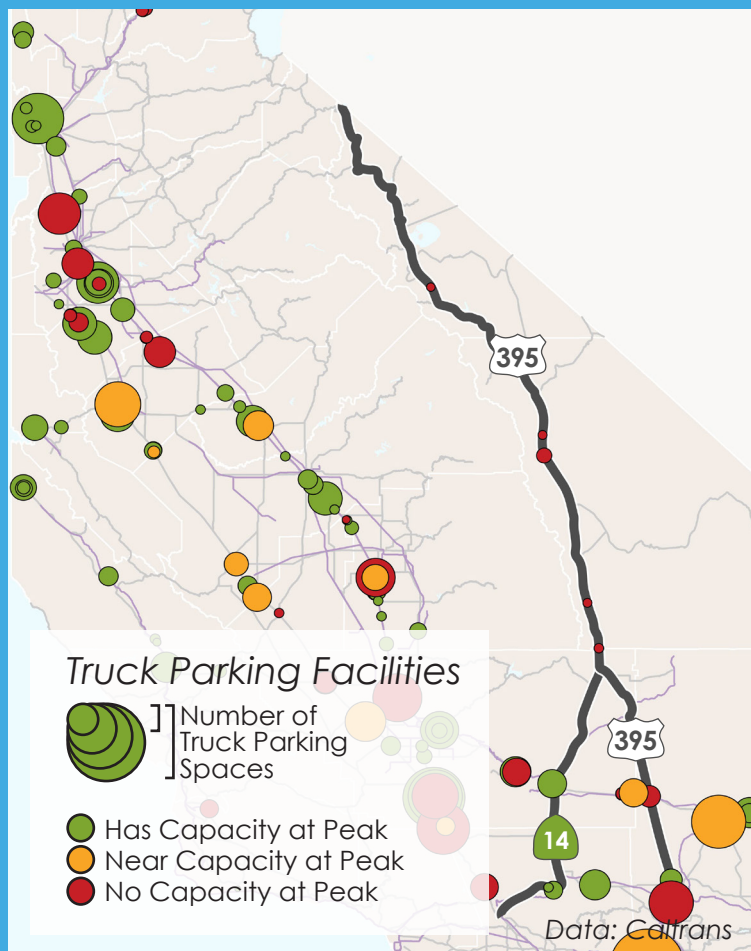 395
395
14
Truck Parking Facilities
Number of
Truck Parking
Spaces
Has Capacity at Peak
Near Capacity at Peak
No Capacity at Peak
Data: Caltrans